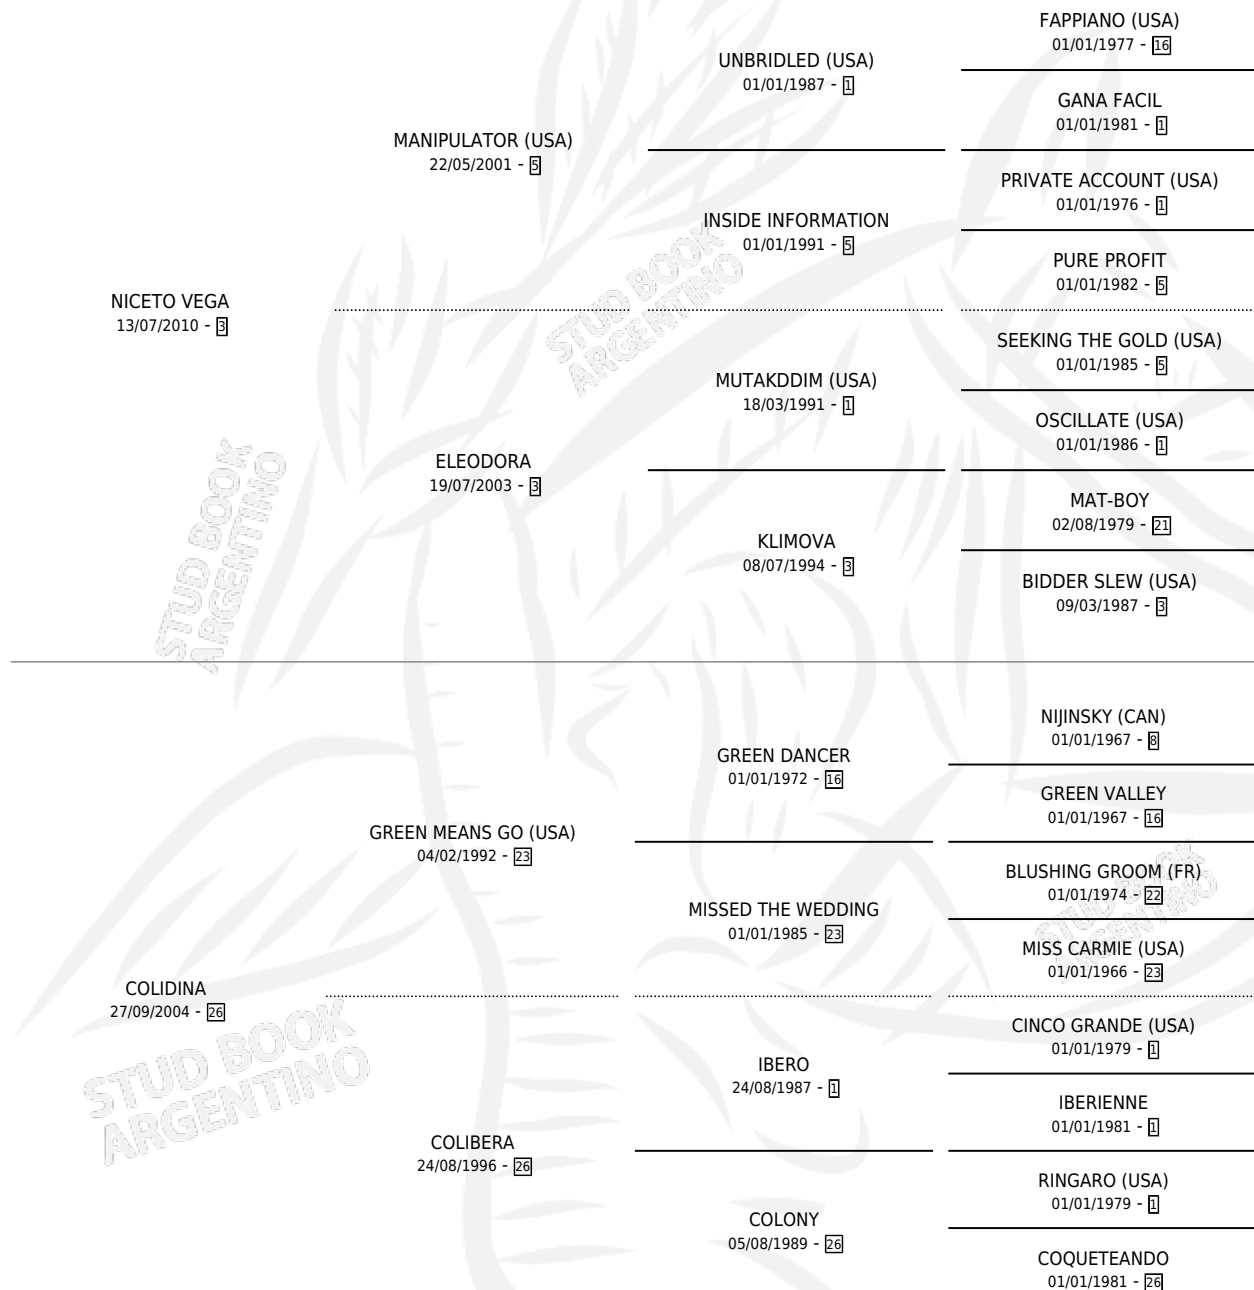 FAPPIANO (USA)
01/01/1977 - 16
UNBRIDLED (USA)
01/01/1987 - 1
GANA FACIL
01/01/1981 - 1
MANIPULATOR (USA)
22/05/2001 - 5
PRIVATE ACCOUNT (USA)
01/01/1976 - 1
INSIDE INFORMATION
01/01/1991 - 5
PURE PROFIT
01/01/1982 - 5
NICETO VEGA
13/07/2010 - 3
SEEKING THE GOLD (USA)
01/01/1985 - 5
MUTAKDDIM (USA)
18/03/1991 - 1
OSCILLATE (USA)
01/01/1986 - 1
ELEODORA
19/07/2003 - 3
MAT-BOY
02/08/1979 - 21
KLIMOVA
08/07/1994 - 3
BIDDER SLEW (USA)
09/03/1987 - 3
NIJINSKY (CAN)
01/01/1967 - 8
GREEN DANCER
01/01/1972 - 16
GREEN VALLEY
01/01/1967 - 16
GREEN MEANS GO (USA)
04/02/1992 - 23
BLUSHING GROOM (FR)
01/01/1974 - 22
MISSED THE WEDDING
01/01/1985 - 23
MISS CARMIE (USA)
01/01/1966 - 23
COLIDINA
27/09/2004 - 26
CINCO GRANDE (USA)
01/01/1979 - 1
IBERO
24/08/1987 - 1
IBERIENNE
01/01/1981 - 1
COLIBERA
24/08/1996 - 26
RINGARO (USA)
01/01/1979 - 1
COLONY
05/08/1989 - 26
COQUETEANDO
01/01/1981 - 26
STUD BOOK
ARGENTINO
STUD BOOK
ARGENTINO
STUD BOOK
ARGENTINO
STUD BOOK
ARGENTINO